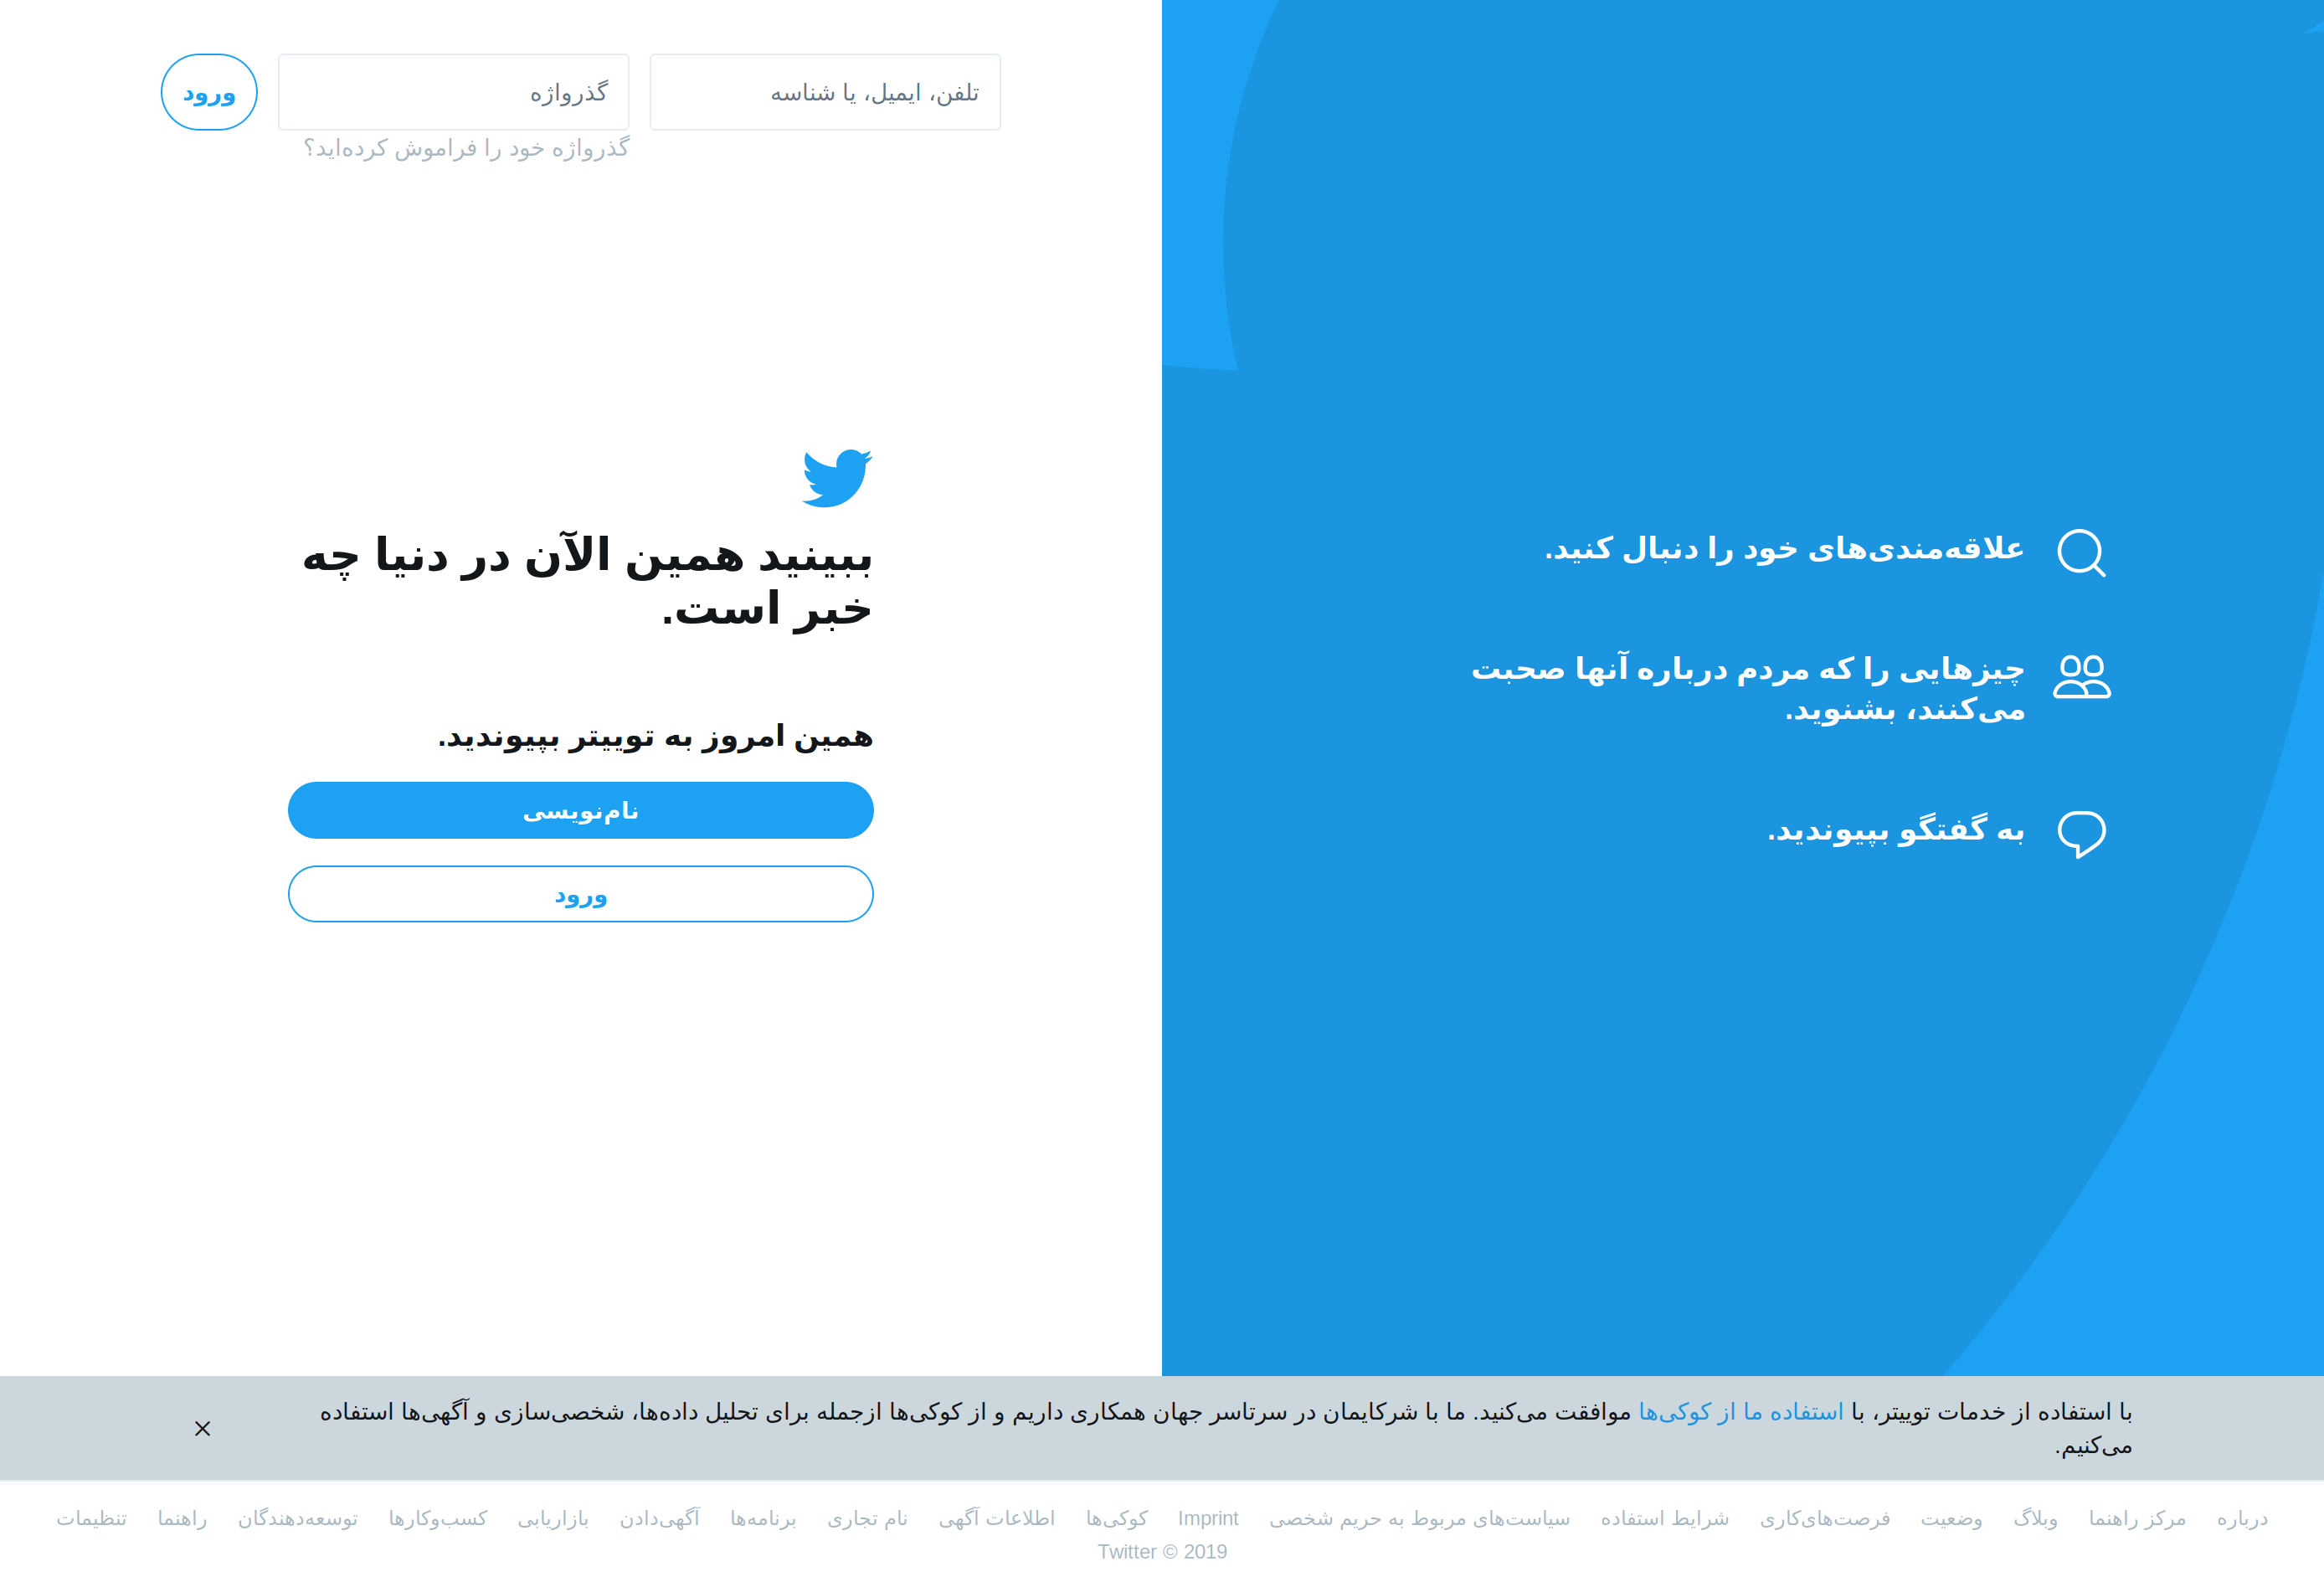 تلفن، ایمیل، یا شناسه
گذرواژه
ورود
گذرواژه خود را فراموش کرده‌اید؟
علاقه‌مندی‌های خود را دنبال کنید.
چیزهایی را که مردم درباره آنها صحبت
می‌کنند، بشنوید.
به گفتگو بپیوندید.
ببینید همین الآن در دنیا چه
خبر است.
همین امروز به توییتر بپیوندید.
نام‌نویسی
ورود
با استفاده از خدمات توییتر، با استفاده ما از کوکی‌ها موافقت می‌کنید. ما با شرکایمان در سرتاسر جهان همکاری داریم و از کوکی‌ها ازجمله برای تحلیل داده‌ها، شخصی‌سازی و آگهی‌ها استفاده
می‌کنیم.
درباره مرکز راهنما وبلاگ وضعیت فرصت‌های‌کاری شرایط استفاده سیاست‌های مربوط به حریم شخصی Imprint کوکی‌ها اطلاعات آگهی نام تجاری برنامه‌ها آگهی‌دادن بازاریابی کسب‌وکارها توسعه‌دهندگان راهنما تنظیمات
Twitter © 2019